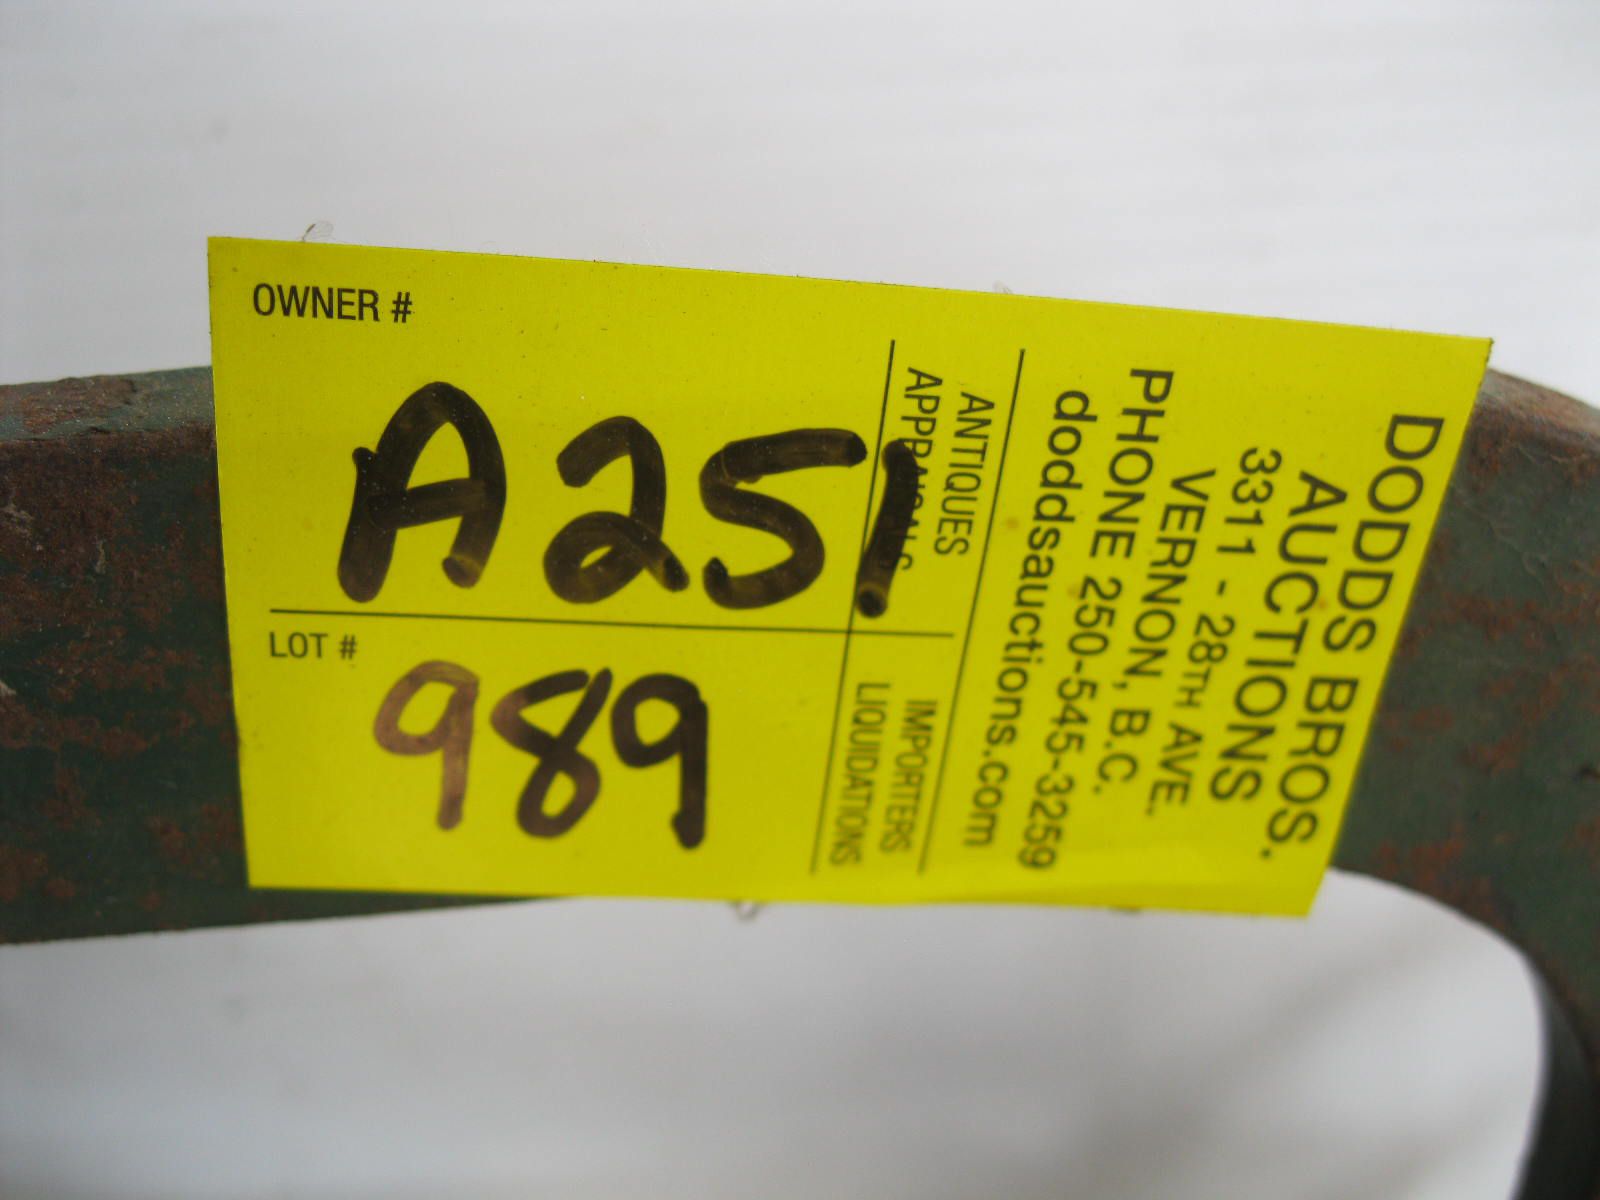 OWNER #
A251
LOT #
989
DODDS BROS.
AUCTIONS
3311 - 28TH AVE.
VERNON, B.C.
PHONE 250-545-3259
doddsauctions.com
ANTIQUES IMPORTERS
APPRAISALS LIQUIDATIONS